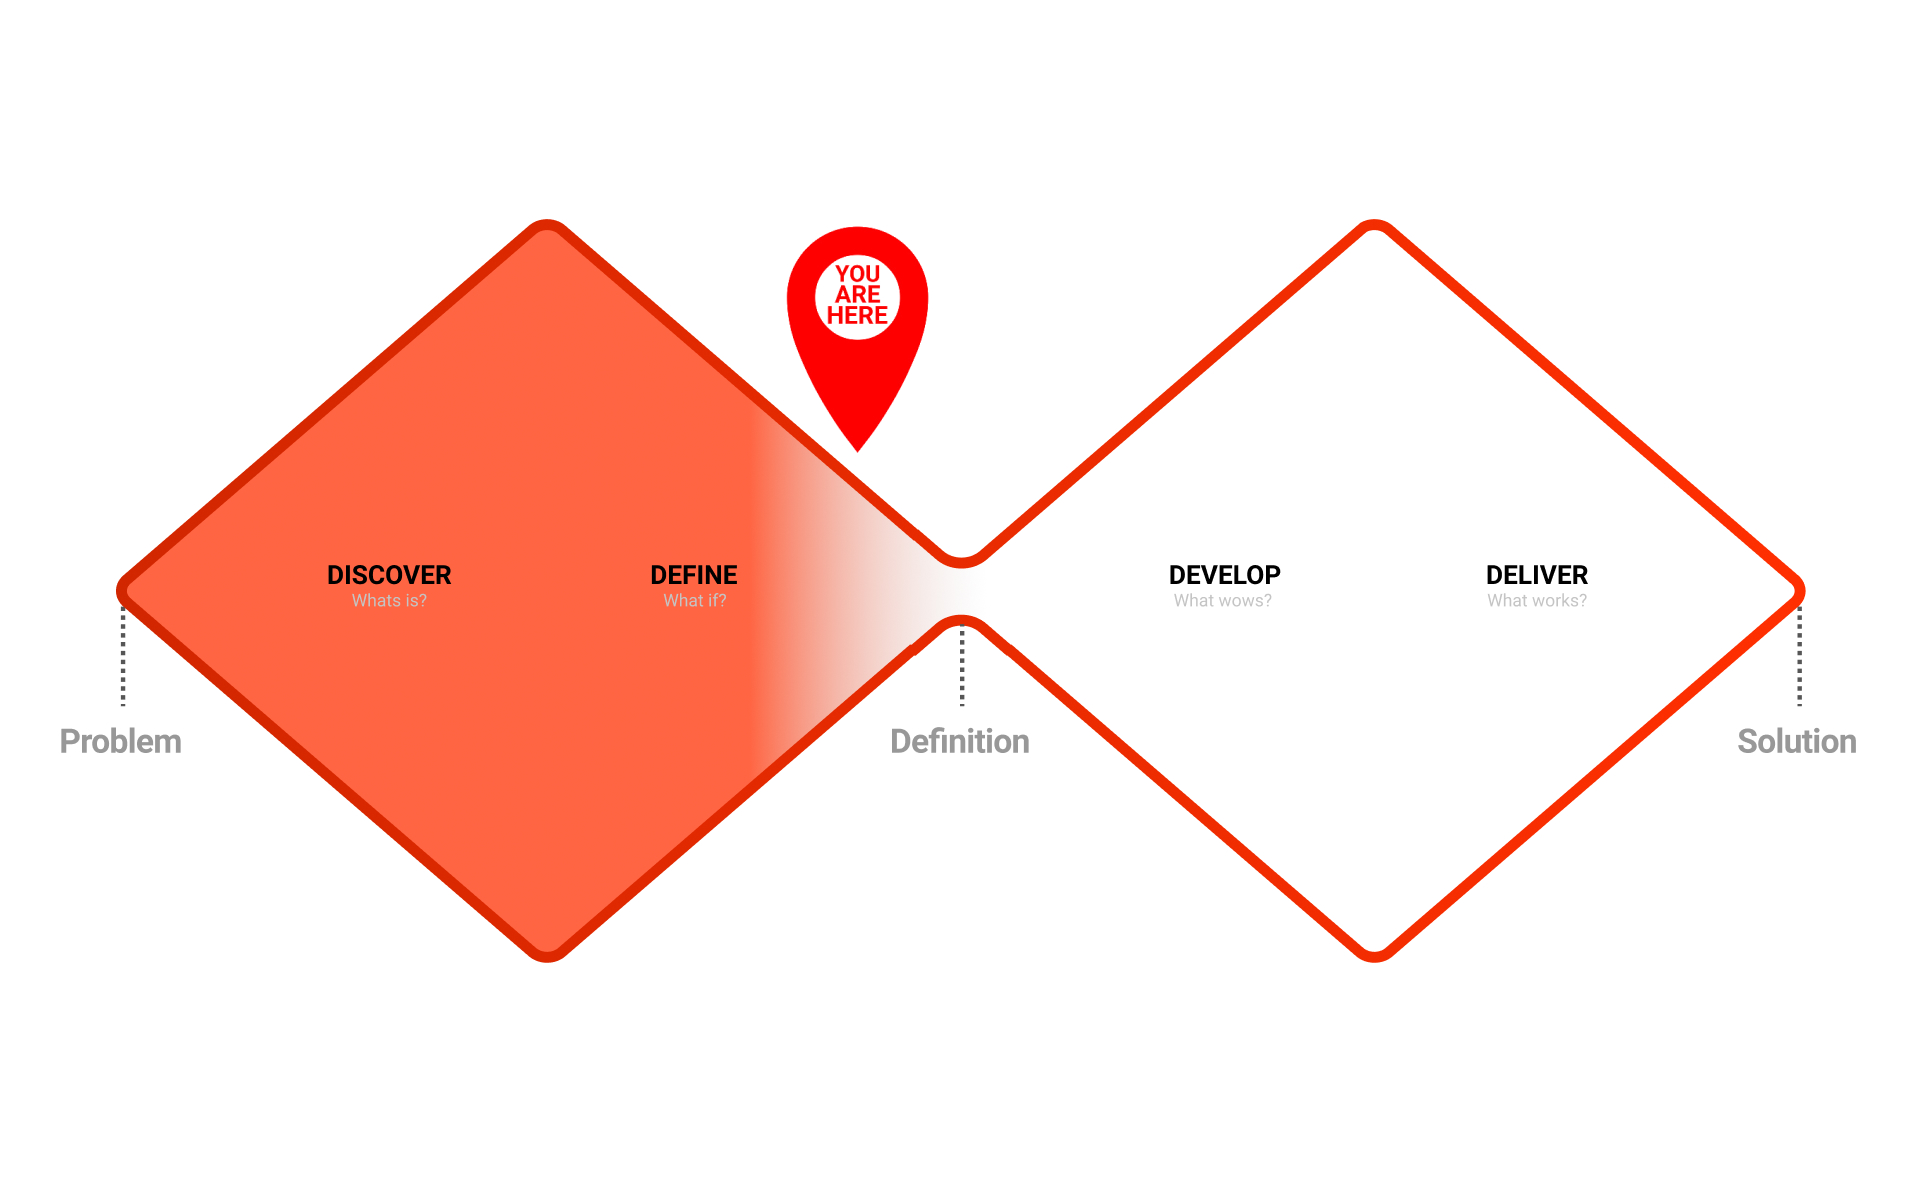 YOU
ARE
HERE
DISCOVER
Whats is?
DEFINE
What if?
DEVELOP
What wows?
DELIVER
What works?
Problem
Definition
Solution